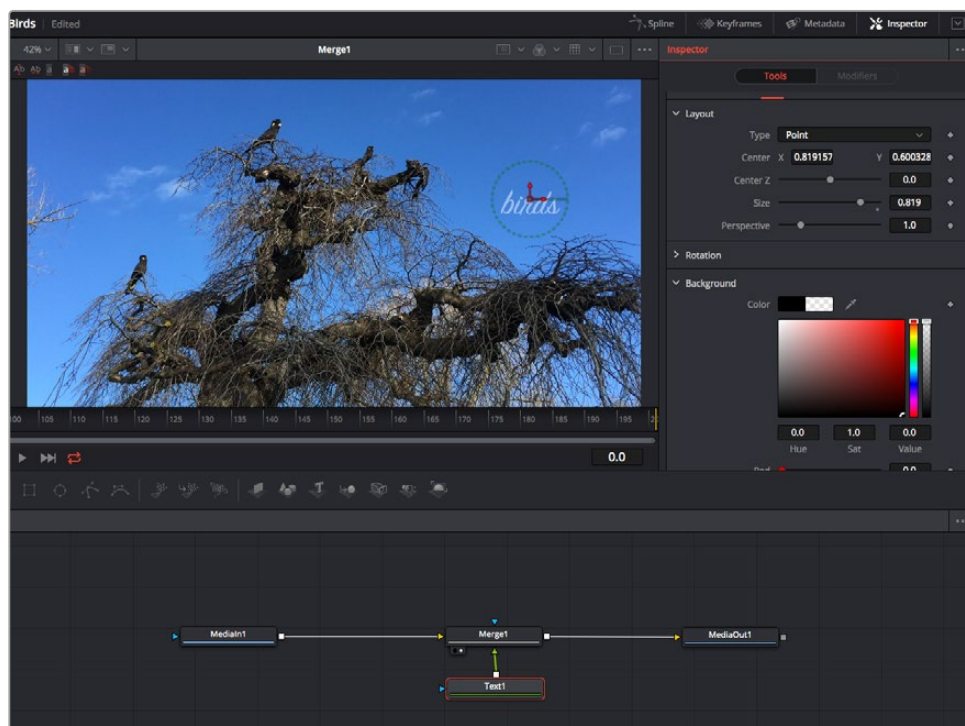 Birds Edited Spline Keyframes Metadata Inspector
42% Merge1 Inspector
Tools Modifiers
Layout
Type Point
Center X 0.819157 Y 0.600328
Center Z 0.0
birds
Size 0.819
Perspective 1.0
Rotation
Background
Color
105 110 115 120 125 130 135 140 145 150 155 160 165 170 175 180 185 190 195
0.0 1.0 0.0
Hue Sat Value
0.0
MediaIn1 Merge1 MediaOut1
Text1